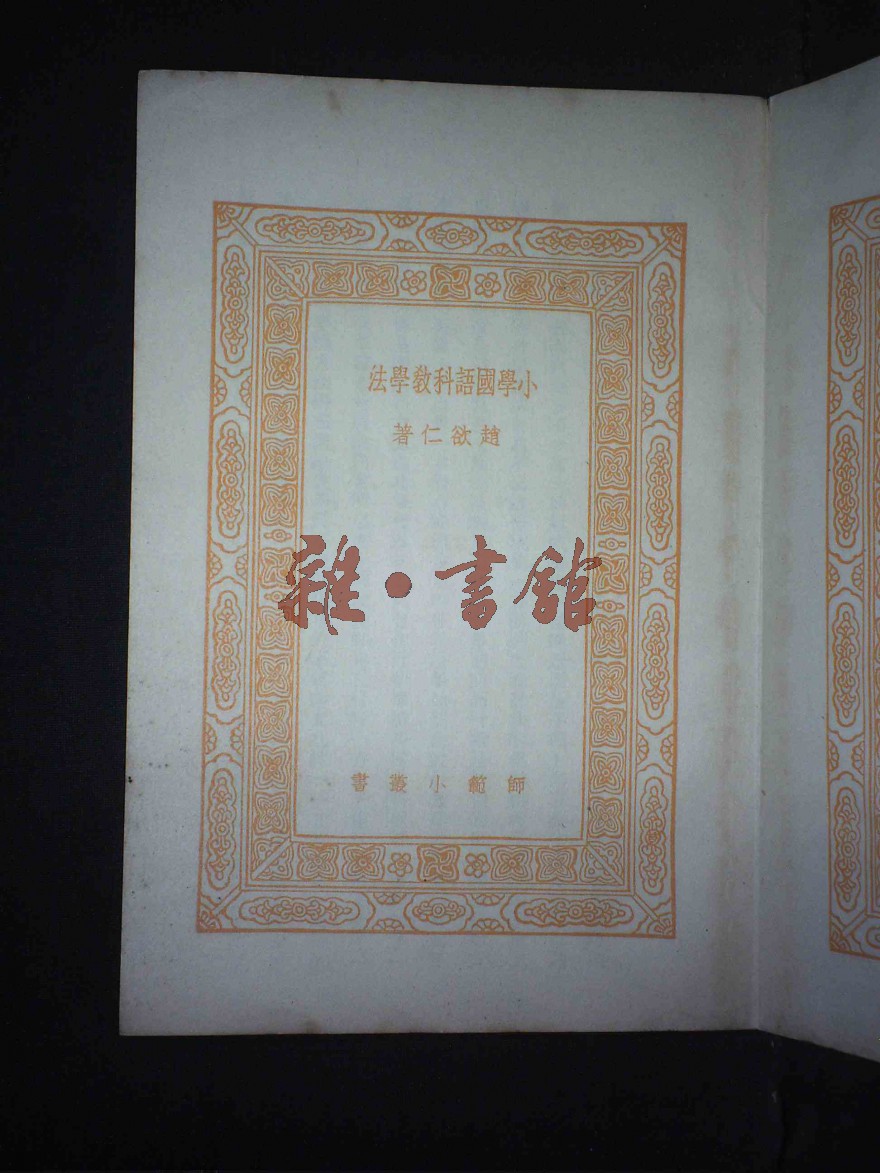 小學國語科教學法
趙欲仁著
雜·書館
師範小叢書